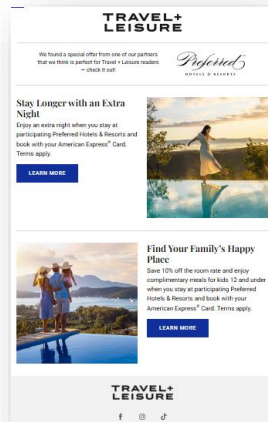 TRAVEL+
LEISURE
We found a special offer from one of our partners
that we think is perfect for Travel + Leisure readers
— check it out!
Preferred
HOTELS & RESORTS
Stay Longer with an Extra
Night
Enjoy an extra night when you stay at
participating Preferred Hotels & Resorts and
book with your American Express® Card.
Terms apply.
LEARN MORE
Find Your Family's Happy
Place
Save 10% off the room rate and enjoy
complimentary meals for kids 12 and under
when you stay at participating Preferred
Hotels & Resorts and book with your
American Express® Card. Terms apply.
LEARN MORE
TRAVEL+
LEISURE